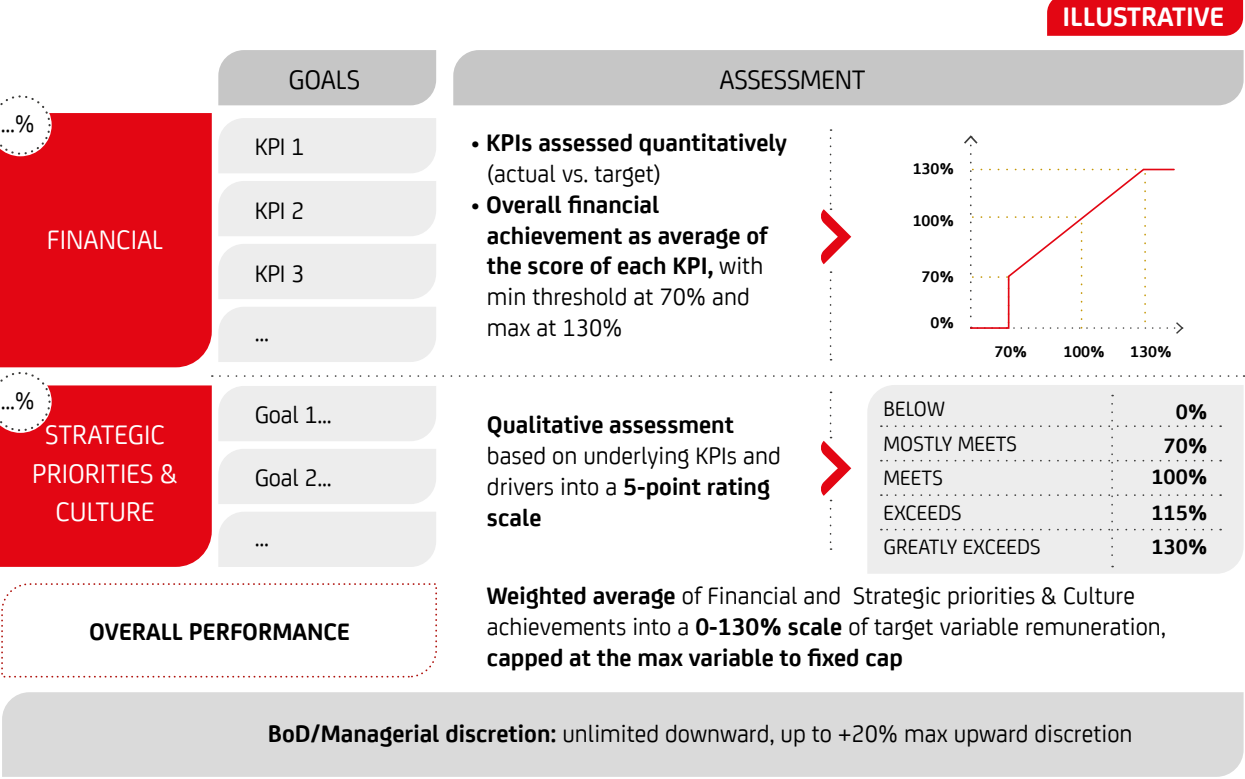 ILLUSTRATIVE
GOALS
ASSESSMENT
...%
FINANCIAL
KPI 1
KPI 2
KPI 3
...
• KPIs assessed quantitatively
(actual vs. target)
• Overall financial
achievement as average of
the score of each KPI, with
min threshold at 70% and
max at 130%
130%
100%
70%
0%
70%
100%
130%
...%
STRATEGIC
PRIORITIES &
CULTURE
Goal 1...
Goal 2...
...
Qualitative assessment
based on underlying KPIs and
drivers into a 5-point rating
scale
BELOW 0%
MOSTLY MEETS 70%
MEETS 100%
EXCEEDS 115%
GREATLY EXCEEDS 130%
OVERALL PERFORMANCE
Weighted average of Financial and Strategic priorities & Culture
achievements into a 0-130% scale of target variable remuneration,
capped at the max variable to fixed cap
BoD/Managerial discretion: unlimited downward, up to +20% max upward discretion